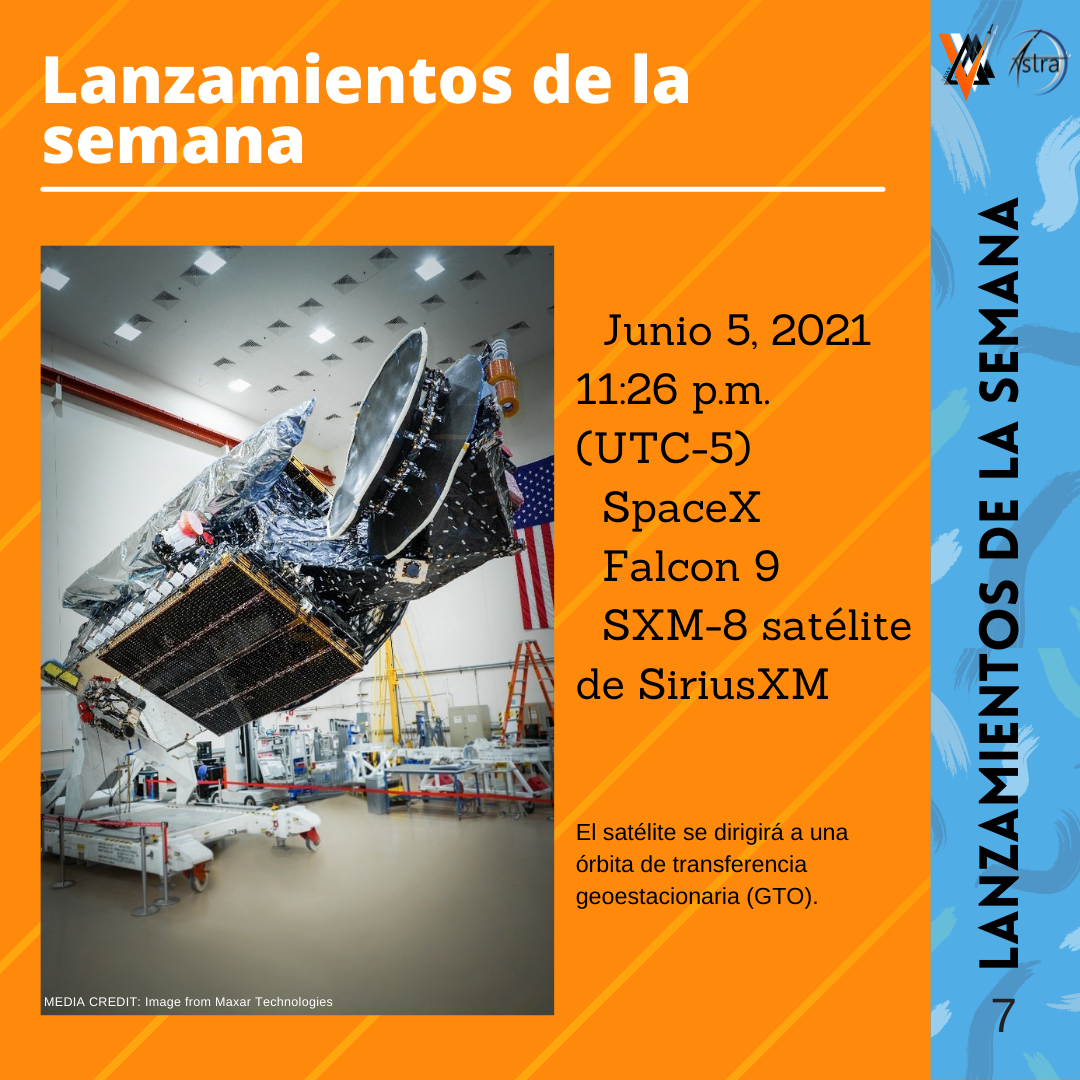 Lanzamientos de la
semana
Junio 5, 2021
11:26 p.m.
(UTC-5)
SpaceX
Falcon 9
SXM-8 satélite
de SiriusXM
El satélite se dirigirá a una
órbita de transferencia
geoestacionaria (GTO).
MEDIA CREDIT: Image from Maxar Technologies
Astra
LANZAMIENTOS DE LA SEMANA
7